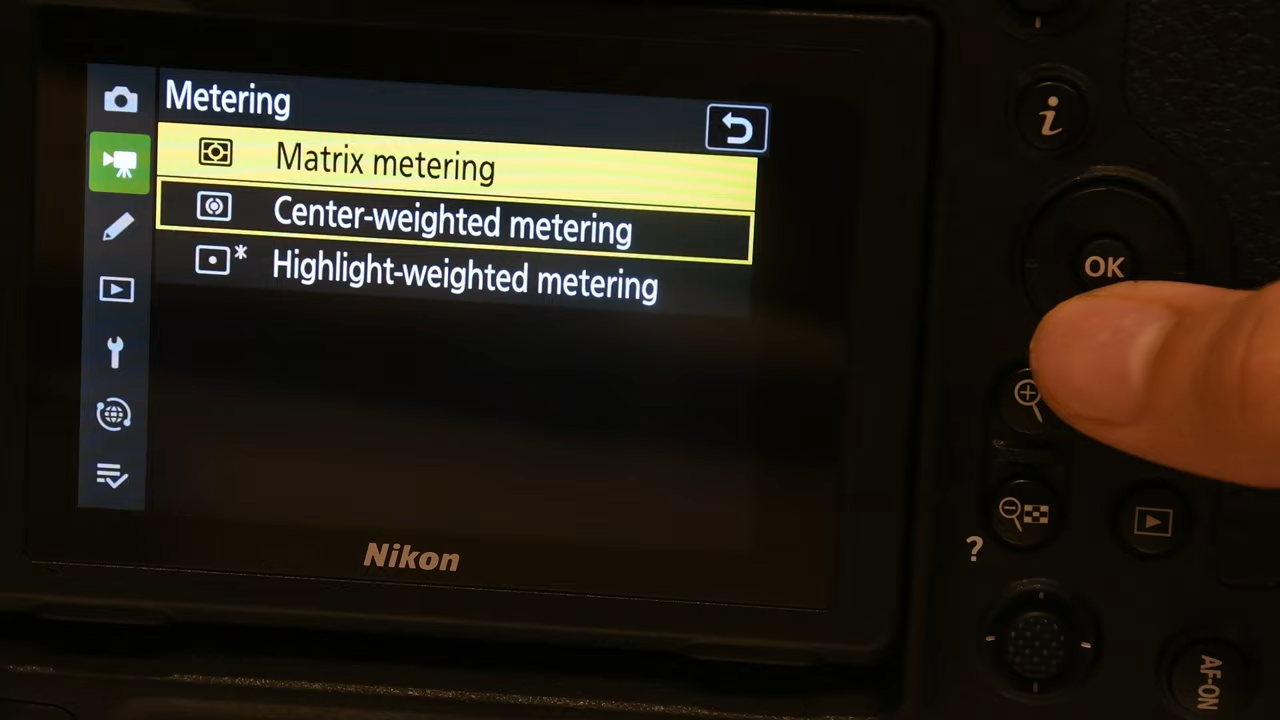 Metering
Matrix metering
Center-weighted metering
Highlight-weighted metering
Nikon
i
OK
?
AF-ON